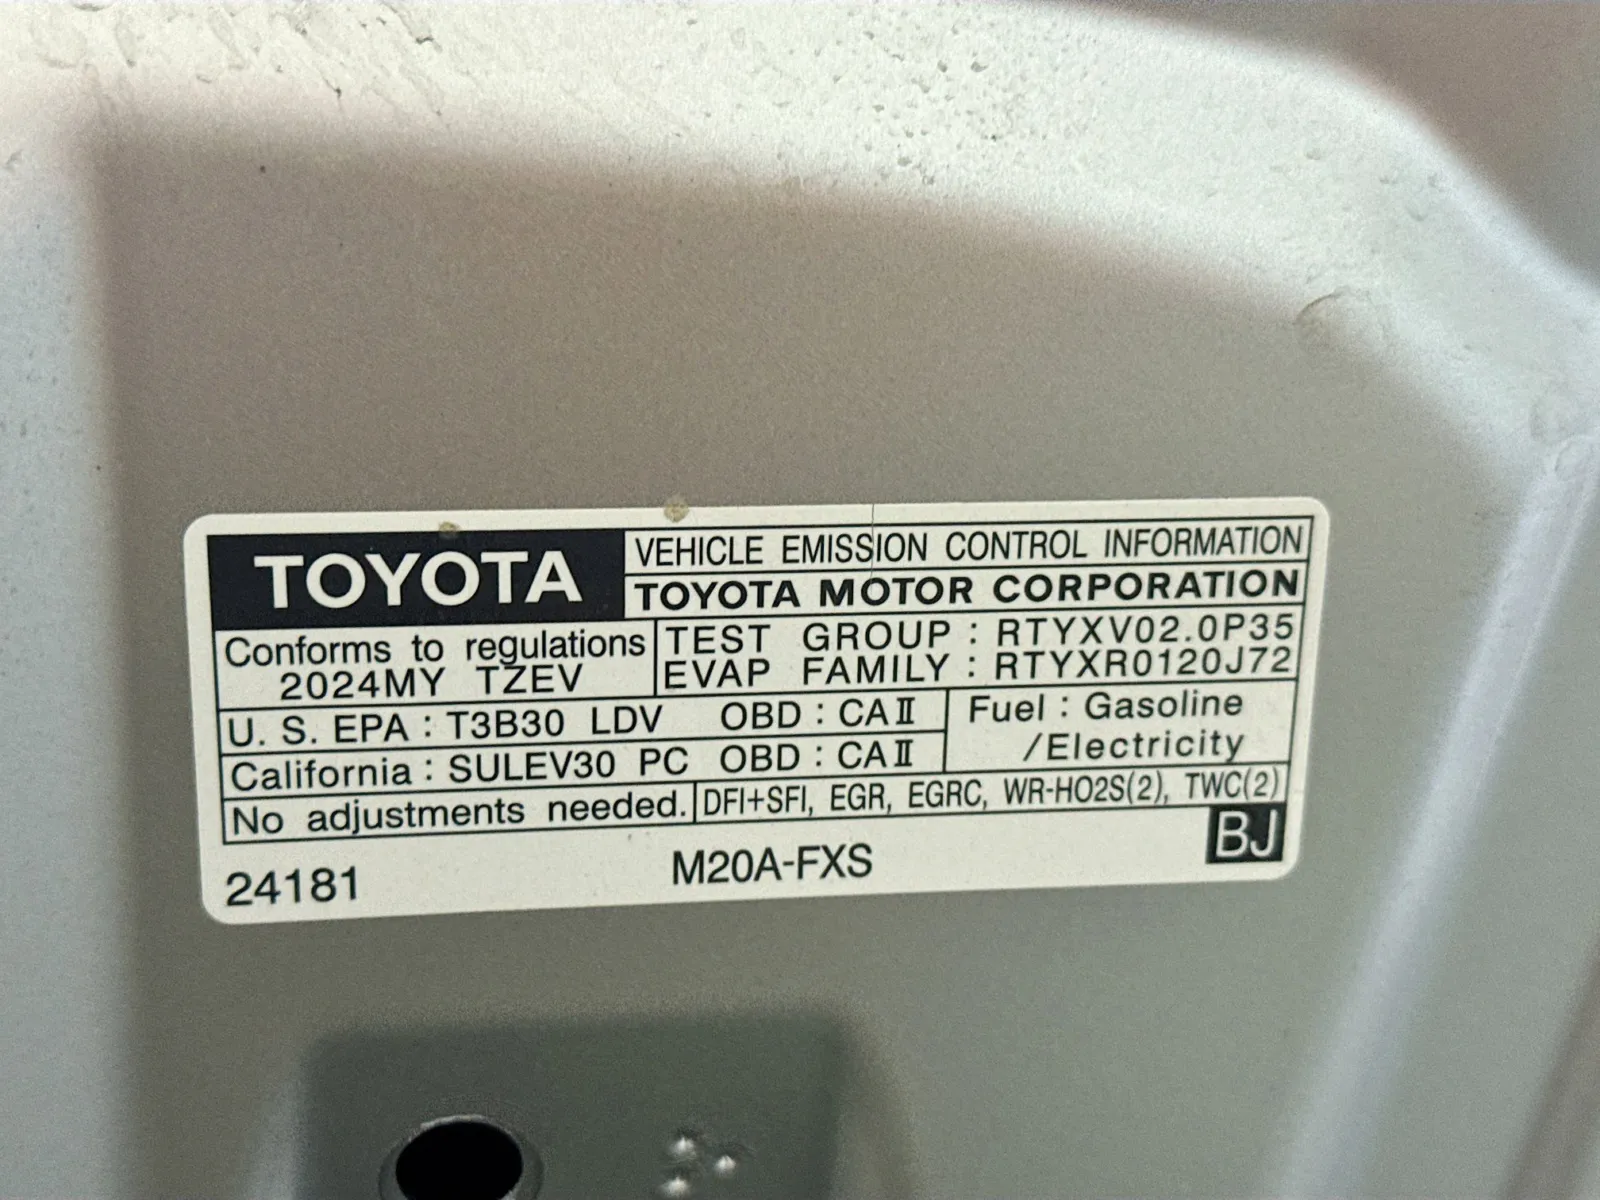 TOYOTA
VEHICLE EMISSION CONTROL INFORMATION
TOYOTA MOTOR CORPORATION
Conforms to regulations
2024MY TZEV
TEST GROUP : RTYXV02.0P35
EVAP FAMILY : RTYXR0120J72
U. S. EPA : T3B30 LDV OBD : CAⅡ
California : SULEV30 PC OBD : CAⅡ
Fuel : Gasoline
/Electricity
No adjustments needed.
DFI+SFI, EGR, EGRC, WR-HO2S(2), TWC(2)
24181
M20A-FXS
BJ